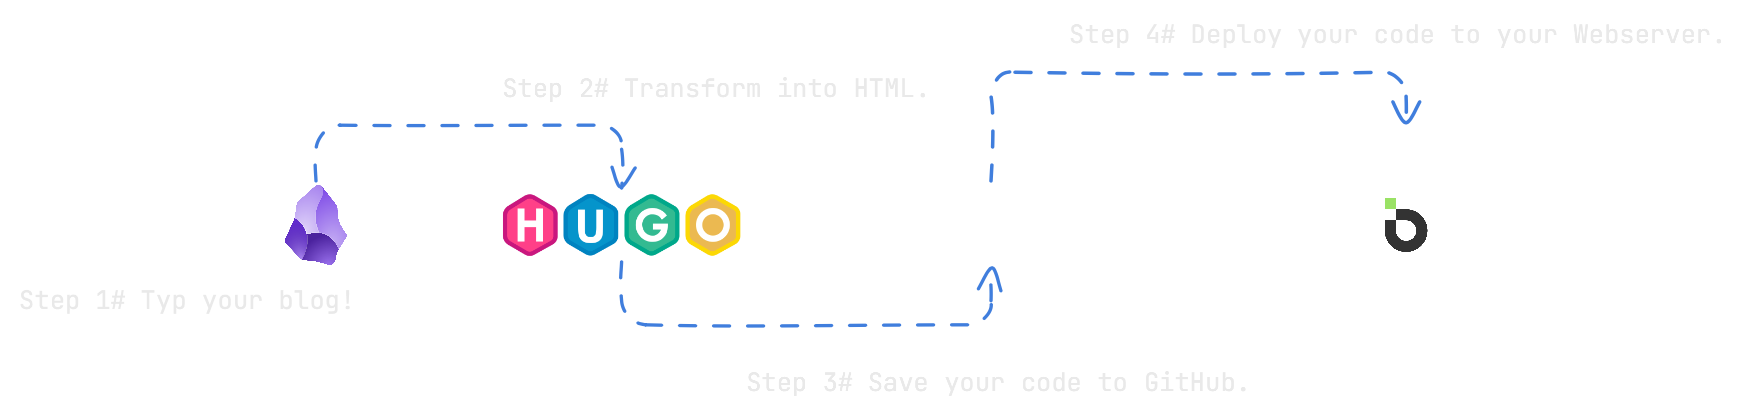 Step 4# Deploy your code to your Webserver.
Step 2# Transform into HTML.
HUGO
Step 1# Typ your blog!
Step 3# Save your code to GitHub.